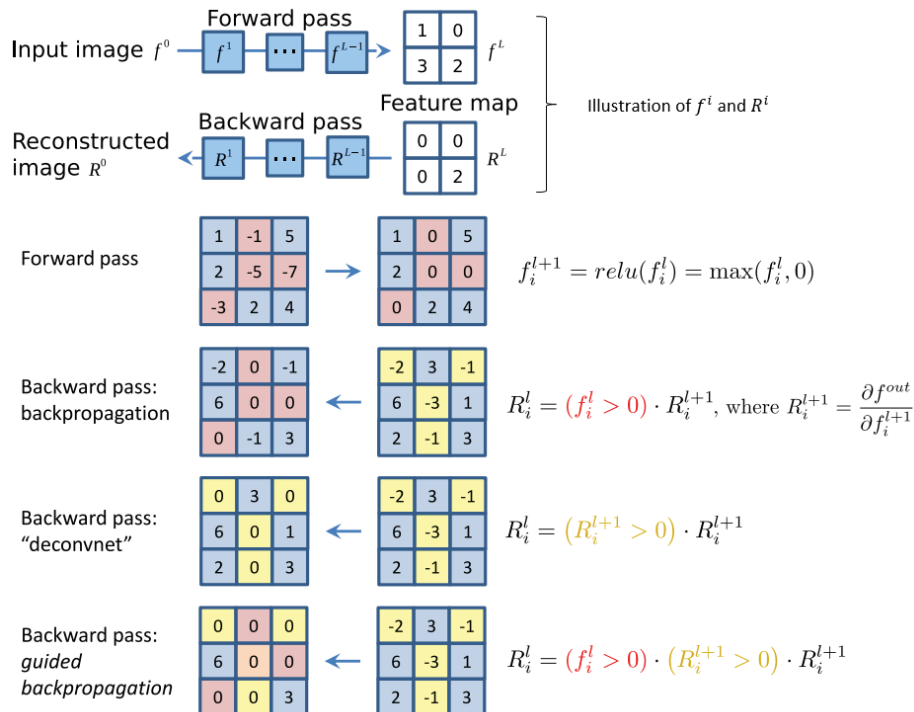 Forward pass
Input image f^0 f^1 ... f^{L-1} f^L
1 0
3 2
Illustration of f^i and R^i
Feature map
Backward pass
Reconstructed image R^0 R^1 ... R^{L-1} R^L
0 0
0 2
Forward pass
1 -1 5 1 0 5
2 -5 -7 2 0 0
-3 2 4 0 2 4
f_i^{l+1} = relu(f_i^l) = max(f_i^l, 0)
Backward pass:
backpropagation
-2 0 -1 -2 3 -1
6 0 0 6 -3 1
0 -1 3 2 -1 3
R_i^l = (f_i^l > 0) · R_i^{l+1}, where R_i^{l+1} = ∂f^{out} / ∂f_i^{l+1}
Backward pass:
“deconvnet”
0 3 0 -2 3 -1
6 0 1 6 -3 1
2 0 3 2 -1 3
R_i^l = (R_i^{l+1} > 0) · R_i^{l+1}
Backward pass:
guided
backpropagation
0 0 0 -2 3 -1
6 0 0 6 -3 1
0 0 3 2 -1 3
R_i^l = (f_i^l > 0) · (R_i^{l+1} > 0) · R_i^{l+1}